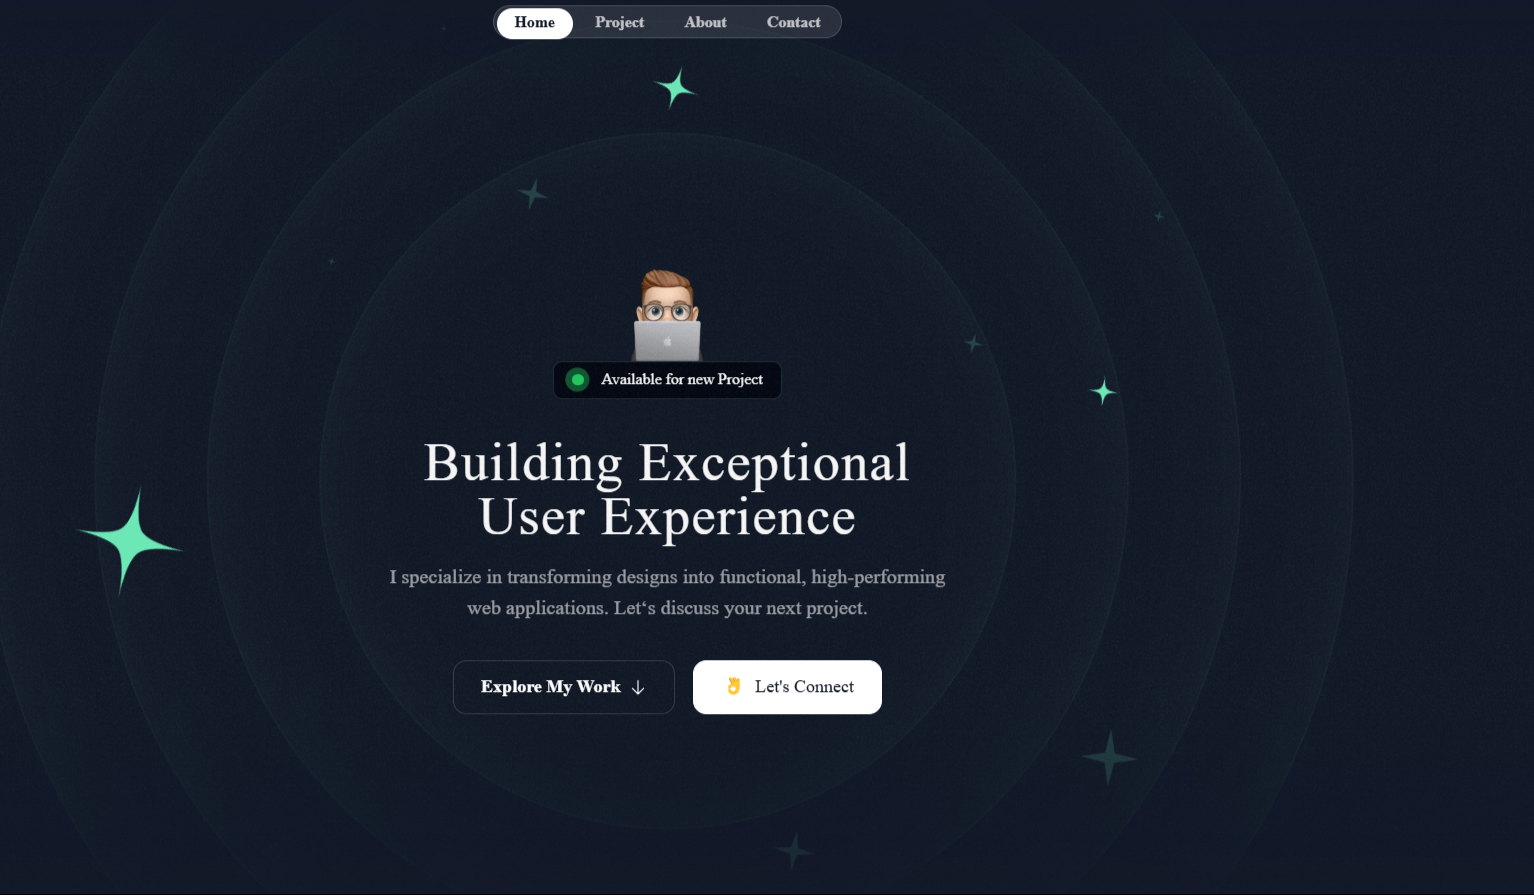 Home Project About Contact
Available for new Project
Building Exceptional
User Experience
I specialize in transforming designs into functional, high-performing
web applications. Let‘s discuss your next project.
Explore My Work ↓ 👌 Let's Connect